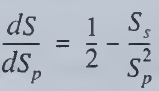 dS/dS_p = 1/2 − S_s/S_p^2